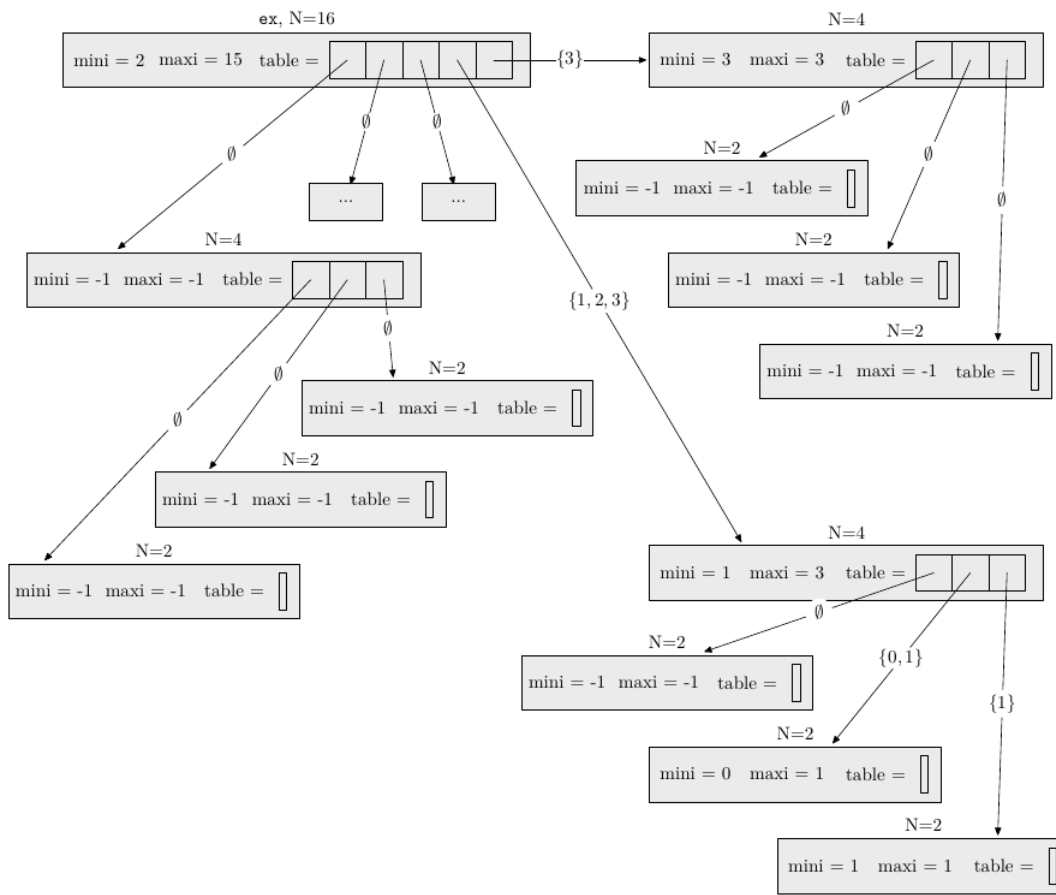 ex, N=16
N=4
mini = 2 maxi = 15 table =
{3}
mini = 3 maxi = 3 table =
∅
∅
∅
N=2
∅
∅
mini = -1 maxi = -1 table =
...
...
∅
N=4
N=2
mini = -1 maxi = -1 table =
mini = -1 maxi = -1 table =
{1, 2, 3}
∅
N=2
N=2
mini = -1 maxi = -1 table =
∅
mini = -1 maxi = -1 table =
∅
N=2
mini = -1 maxi = -1 table =
N=4
N=2
mini = 1 maxi = 3 table =
mini = -1 maxi = -1 table =
∅
N=2
{0, 1}
mini = -1 maxi = -1 table =
{1}
N=2
mini = 0 maxi = 1 table =
N=2
mini = 1 maxi = 1 table =